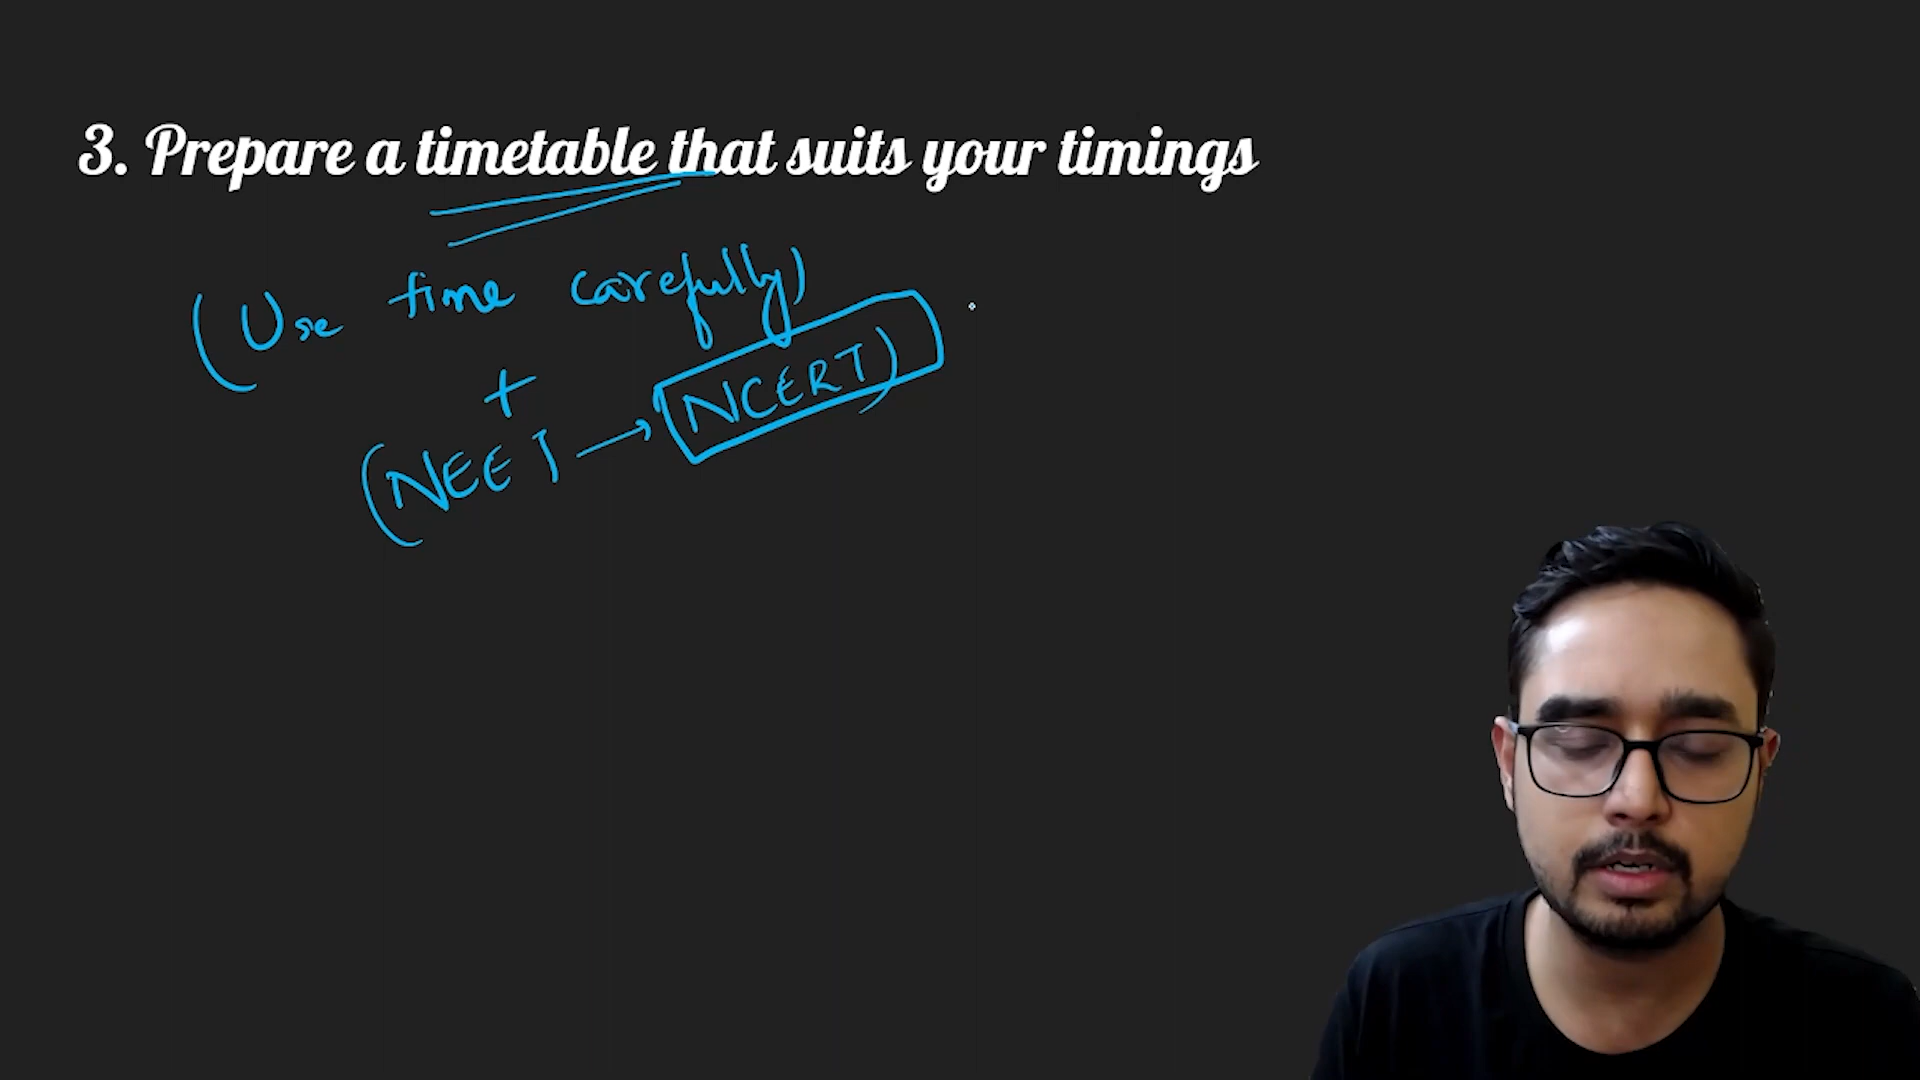 3. Prepare a timetable that suits your timings
(Use time carefully)
+
(NEET → NCERT)